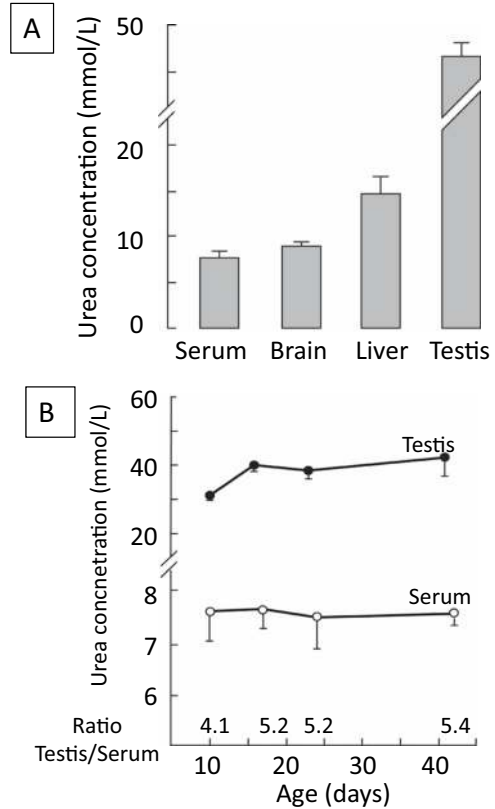 A
Urea concentration (mmol/L)
50
20
10
0
Serum Brain Liver Testis
B
Urea concnetration (mmol/L)
60
40
20
8
7
6
Testis
Serum
Ratio
Testis/Serum
4.1 5.2 5.2 5.4
10 20 30 40
Age (days)